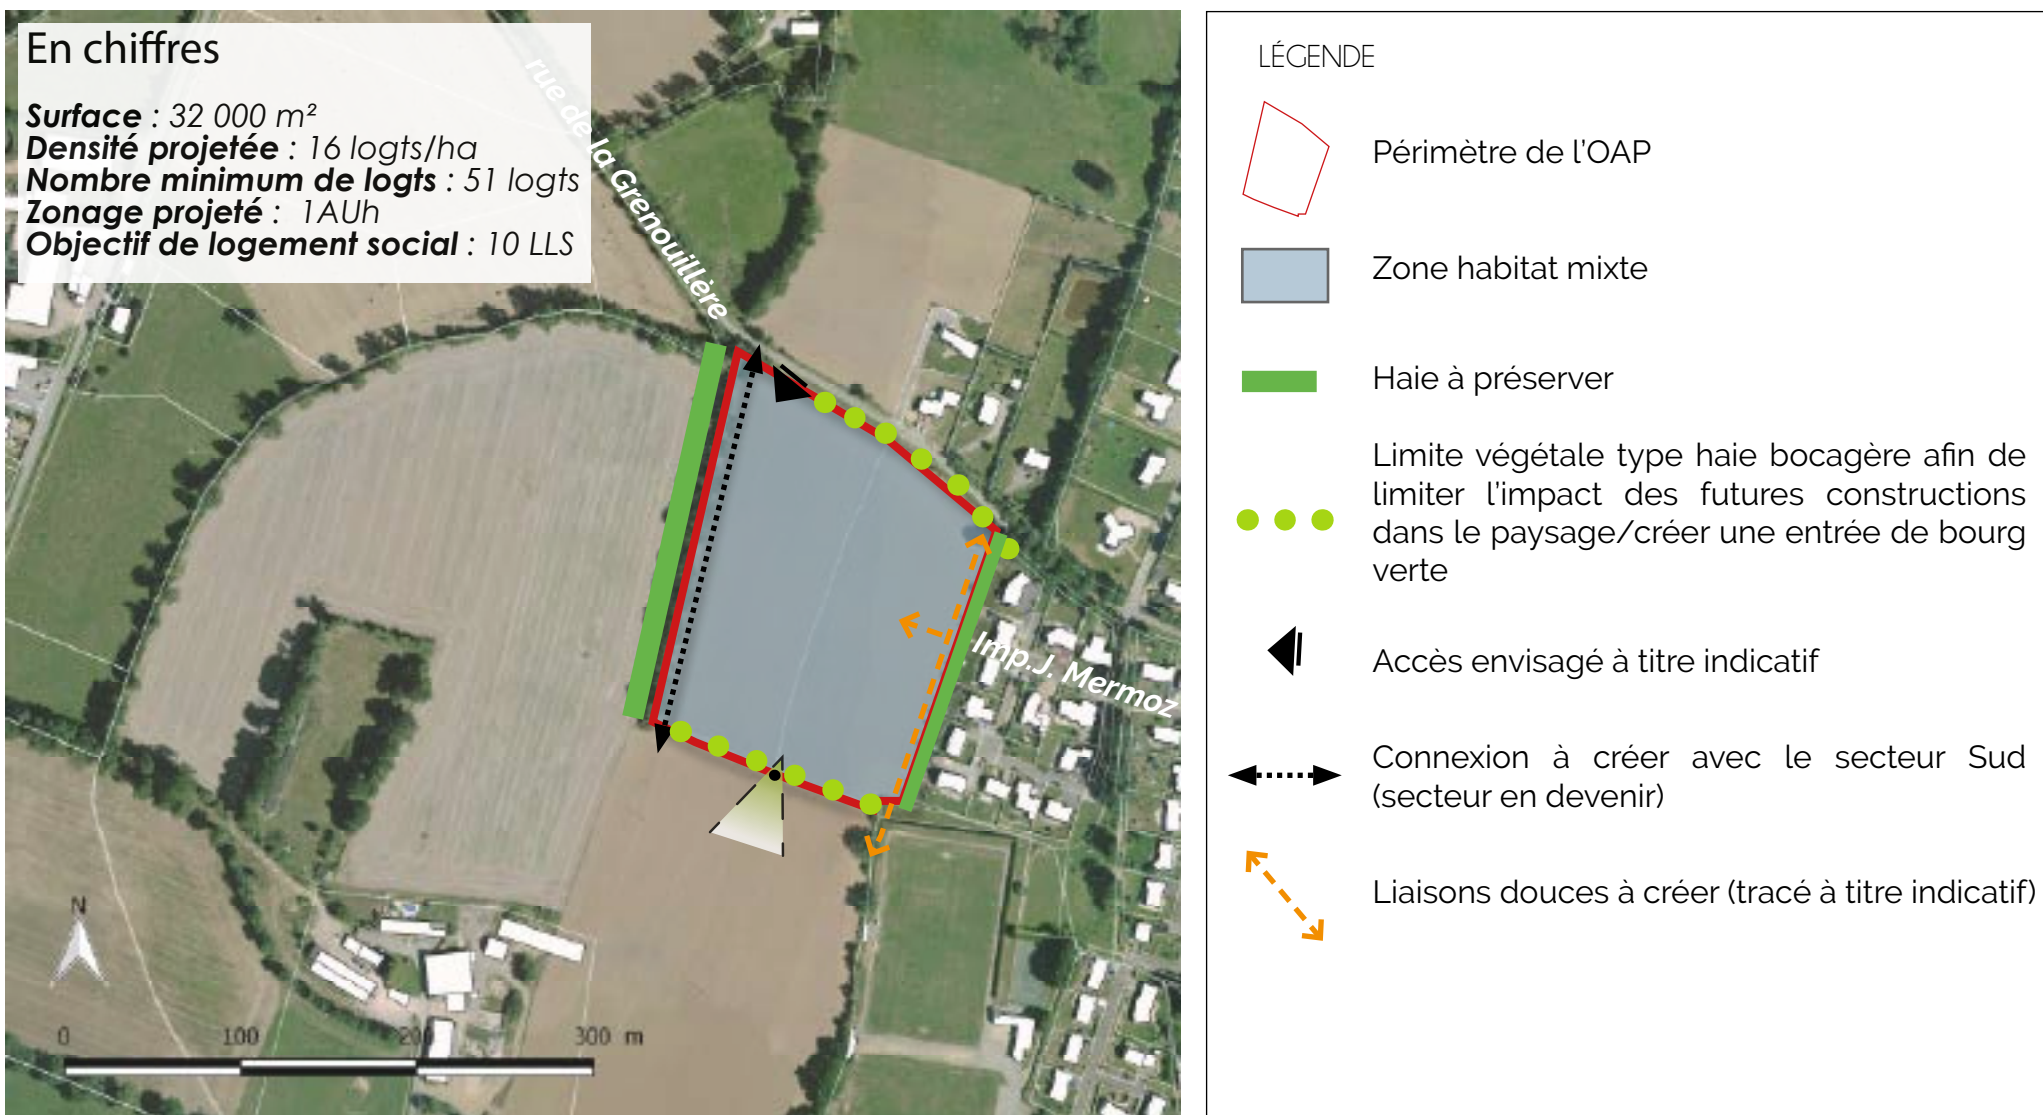 En chiffres
Surface : 32 000 m²
Densité projetée : 16 logts/ha
Nombre minimum de logts : 51 logts
Zonage projeté : 1AUh
Objectif de logement social : 10 LLS
rue de la Grenouillère
Imp.J. Mermoz
N
0 100 200 300 m
LÉGENDE
Périmètre de l'OAP
Zone habitat mixte
Haie à préserver
Limite végétale type haie bocagère afin de
limiter l'impact des futures constructions
dans le paysage/créer une entrée de bourg
verte
Accès envisagé à titre indicatif
Connexion à créer avec le secteur Sud
(secteur en devenir)
Liaisons douces à créer (tracé à titre indicatif)